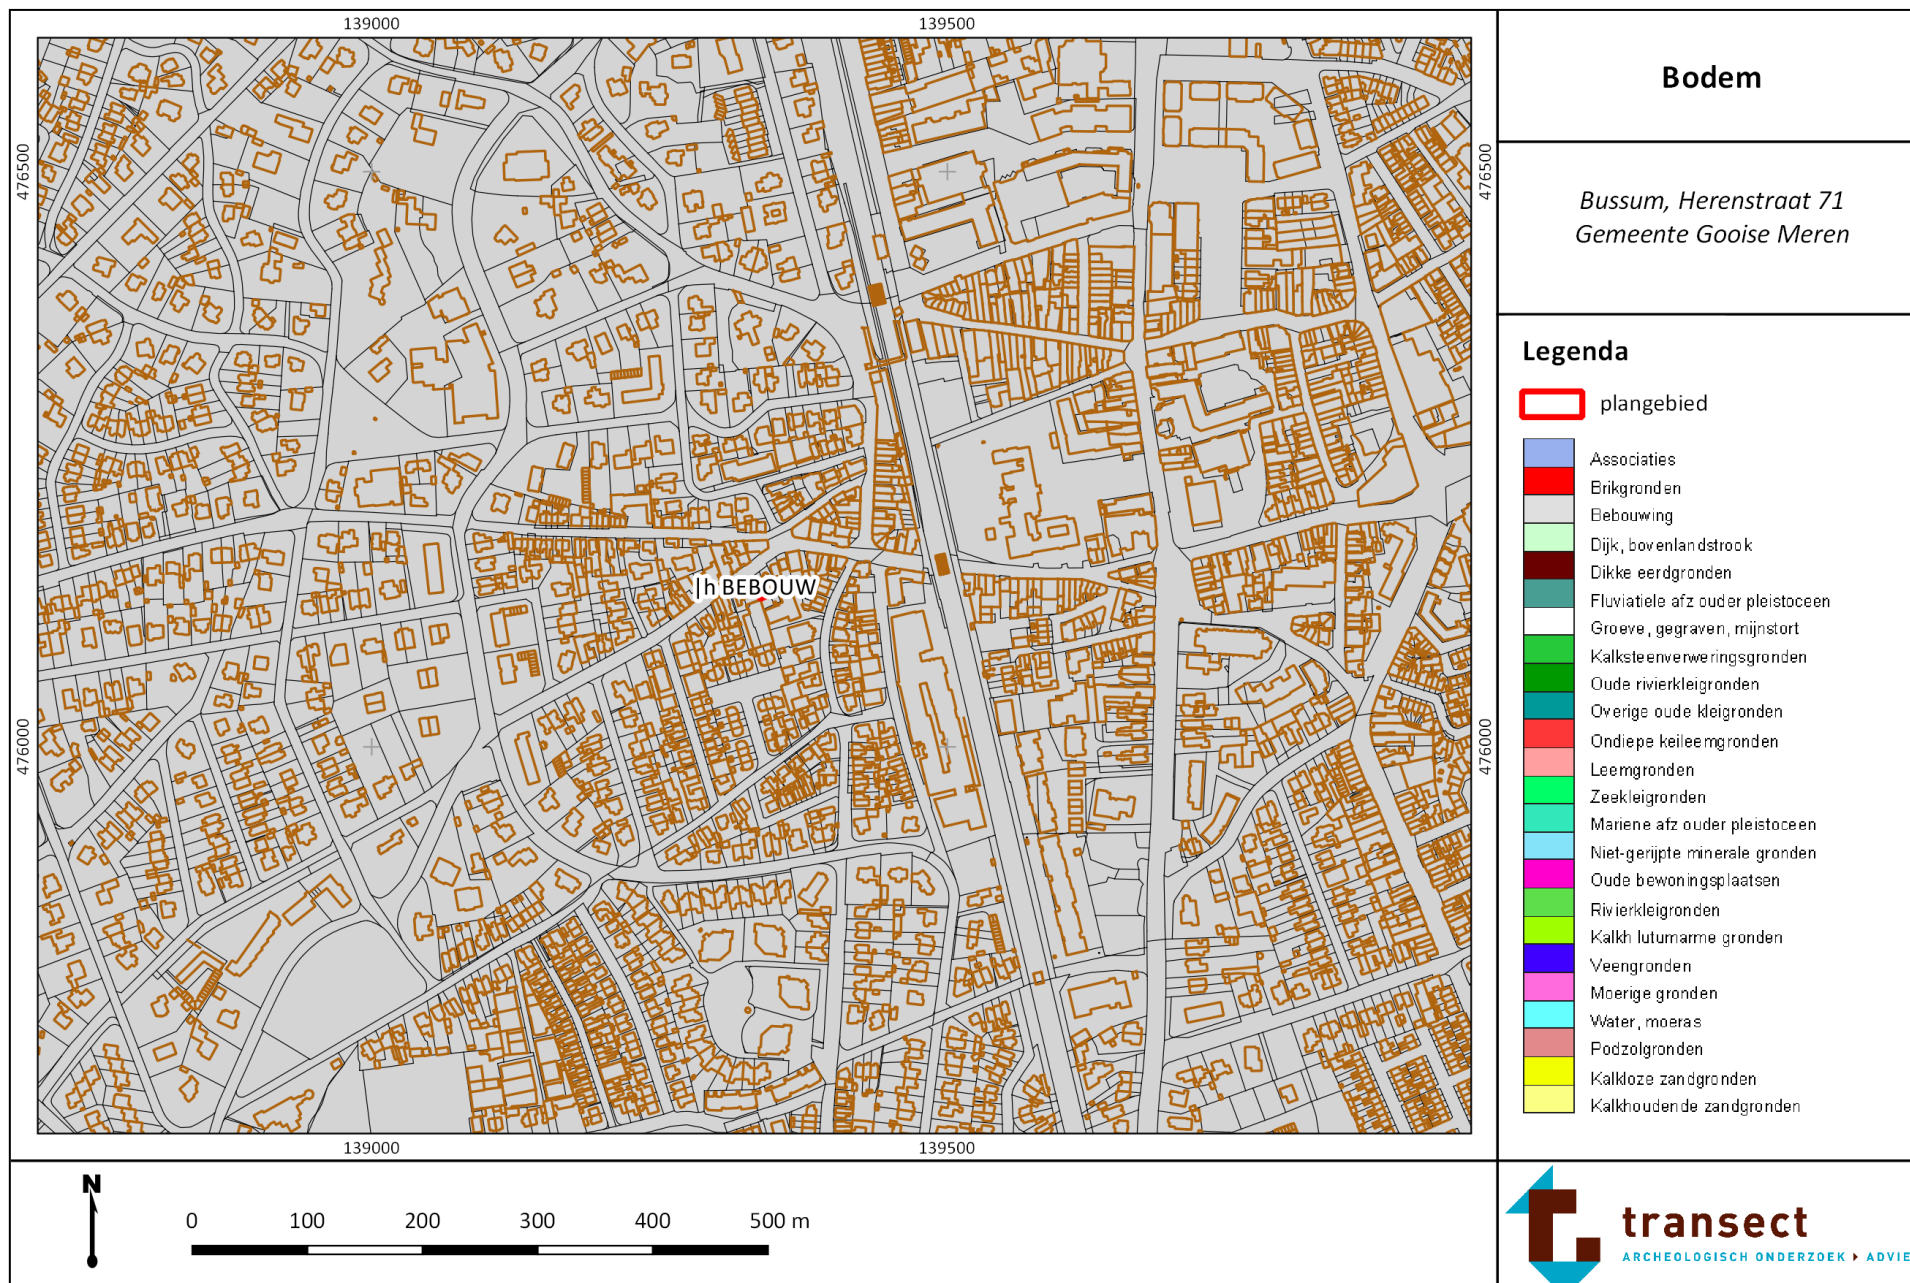 139000
139500
476500
476500
476000
476000
|h BEBOUW
139000
139500
N
0 100 200 300 400 500 m
Bodem
Bussum, Herenstraat 71
Gemeente Gooise Meren
Legenda
plangebied
Associaties
Brikgronden
Bebouwing
Dijk, bovenlandstrook
Dikke eerdgronden
Fluviatiele afz ouder pleistoceen
Groeve, gegraven, mijnstort
Kalksteenverweringsgronden
Oude rivierkleigronden
Overige oude kleigronden
Ondiepe keileemgronden
Leemgronden
Zeekleigronden
Mariene afz ouder pleistoceen
Niet-gerijpte minerale gronden
Oude bewoningsplaatsen
Rivierkleigronden
Kalkh lutumarme gronden
Veengronden
Moerige gronden
Water, moeras
Podzolgronden
Kalkloze zandgronden
Kalkhoudende zandgronden
transect
ARCHEOLOGISCH ONDERZOEK ▸ ADVIE